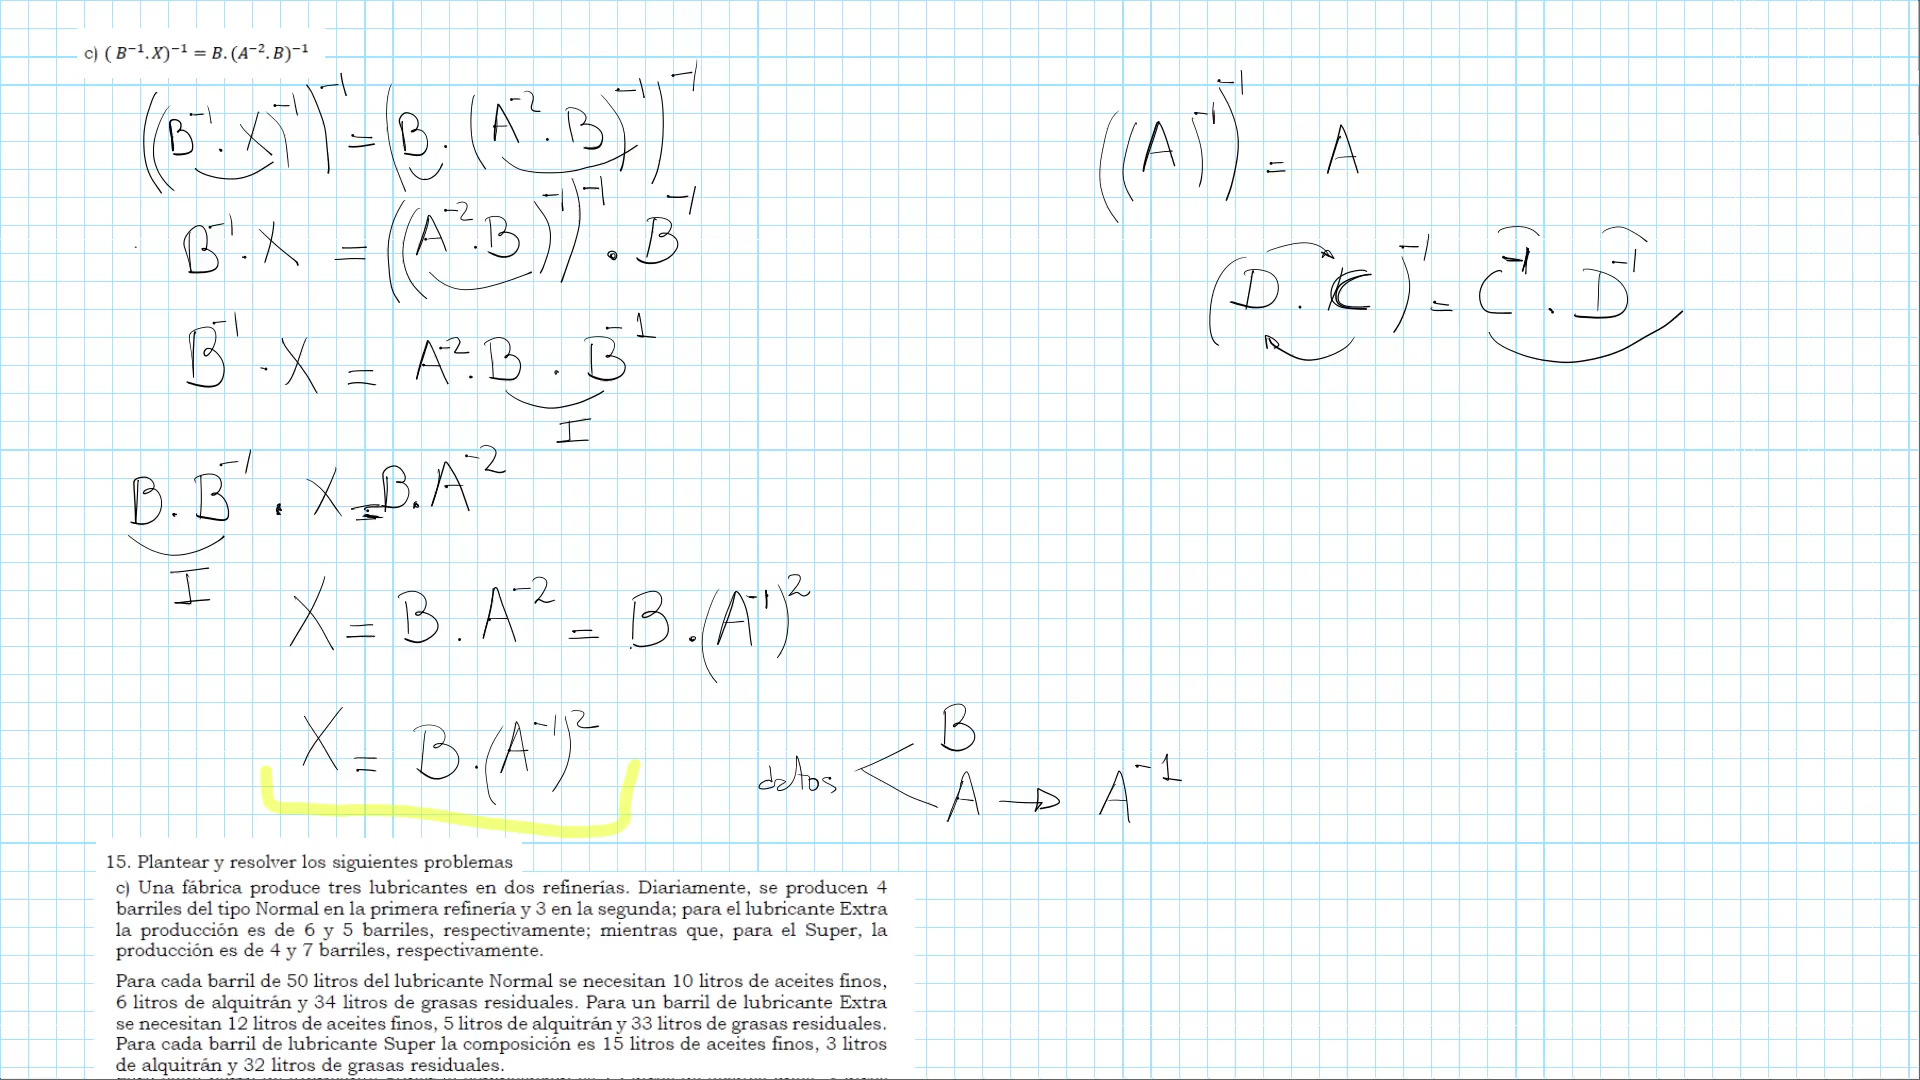 c) ( B⁻¹.X)⁻¹ = B.(A⁻².B)⁻¹
((B⁻¹ . X)⁻¹)⁻¹ = (B. (A⁻² . B)⁻¹)⁻¹
B⁻¹ . X = ((A⁻² . B)⁻¹)⁻¹ . B⁻¹
B⁻¹ . X = A⁻² . B . B⁻¹
I
B . B⁻¹ . X = B . A⁻²
I
X = B . A⁻² = B . (A⁻¹)²
X = B . (A⁻¹)²
((A)⁻¹)⁻¹ = A
(D . C)⁻¹ = C⁻¹ . D⁻¹
B
datos
A → A⁻¹
15. Plantear y resolver los siguientes problemas
c) Una fábrica produce tres lubricantes en dos refinerías. Diariamente, se producen 4
barriles del tipo Normal en la primera refinería y 3 en la segunda; para el lubricante Extra
la producción es de 6 y 5 barriles, respectivamente; mientras que, para el Super, la
producción es de 4 y 7 barriles, respectivamente.
Para cada barril de 50 litros del lubricante Normal se necesitan 10 litros de aceites finos,
6 litros de alquitrán y 34 litros de grasas residuales. Para un barril de lubricante Extra
se necesitan 12 litros de aceites finos, 5 litros de alquitrán y 33 litros de grasas residuales.
Para cada barril de lubricante Super la composición es 15 litros de aceites finos, 3 litros
de alquitrán y 32 litros de grasas residuales.